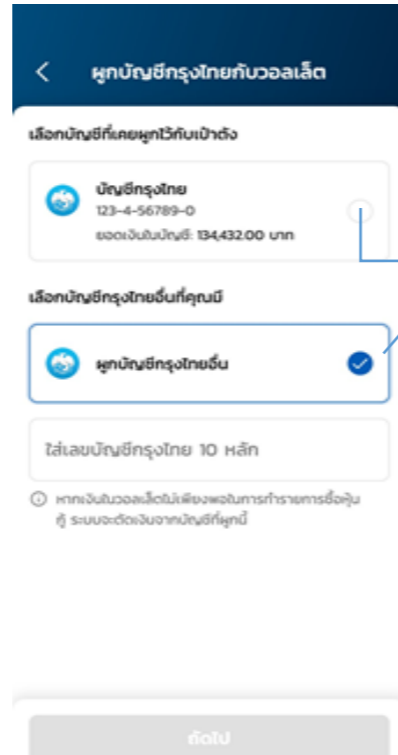 ผูกบัญชีกรุงไทยกับวอลเล็ต
เลือกบัญชีที่เคยผูกไว้กับเป๋าตัง
บัญชีกรุงไทย
123-4-56789-0
ยอดเงินในบัญชี: 134,432.00 บาท
เลือกบัญชีกรุงไทยอื่นที่คุณมี
ผูกบัญชีกรุงไทยอื่น
ใส่เลขบัญชีกรุงไทย 10 หลัก
หากเงินในวอลเล็ตไม่เพียงพอในการทำรายการซื้อหุ้น
กู้ ระบบจะตัดเงินจากบัญชีที่ผูกนี้
ถัดไป